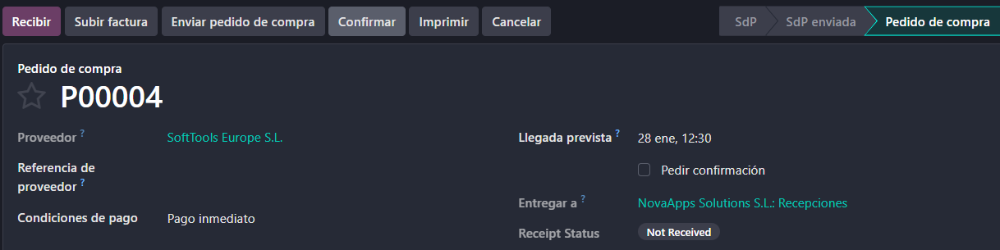 Recibir Subir factura Enviar pedido de compra Confirmar Imprimir Cancelar SdP SdP enviada Pedido de compra
Pedido de compra
P00004
Proveedor ? SoftTools Europe S.L. Llegada prevista ? 28 ene, 12:30
Referencia de
proveedor ?
Pedir confirmación
Entregar a ? NovaApps Solutions S.L.: Recepciones
Condiciones de pago Pago inmediato
Receipt Status Not Received